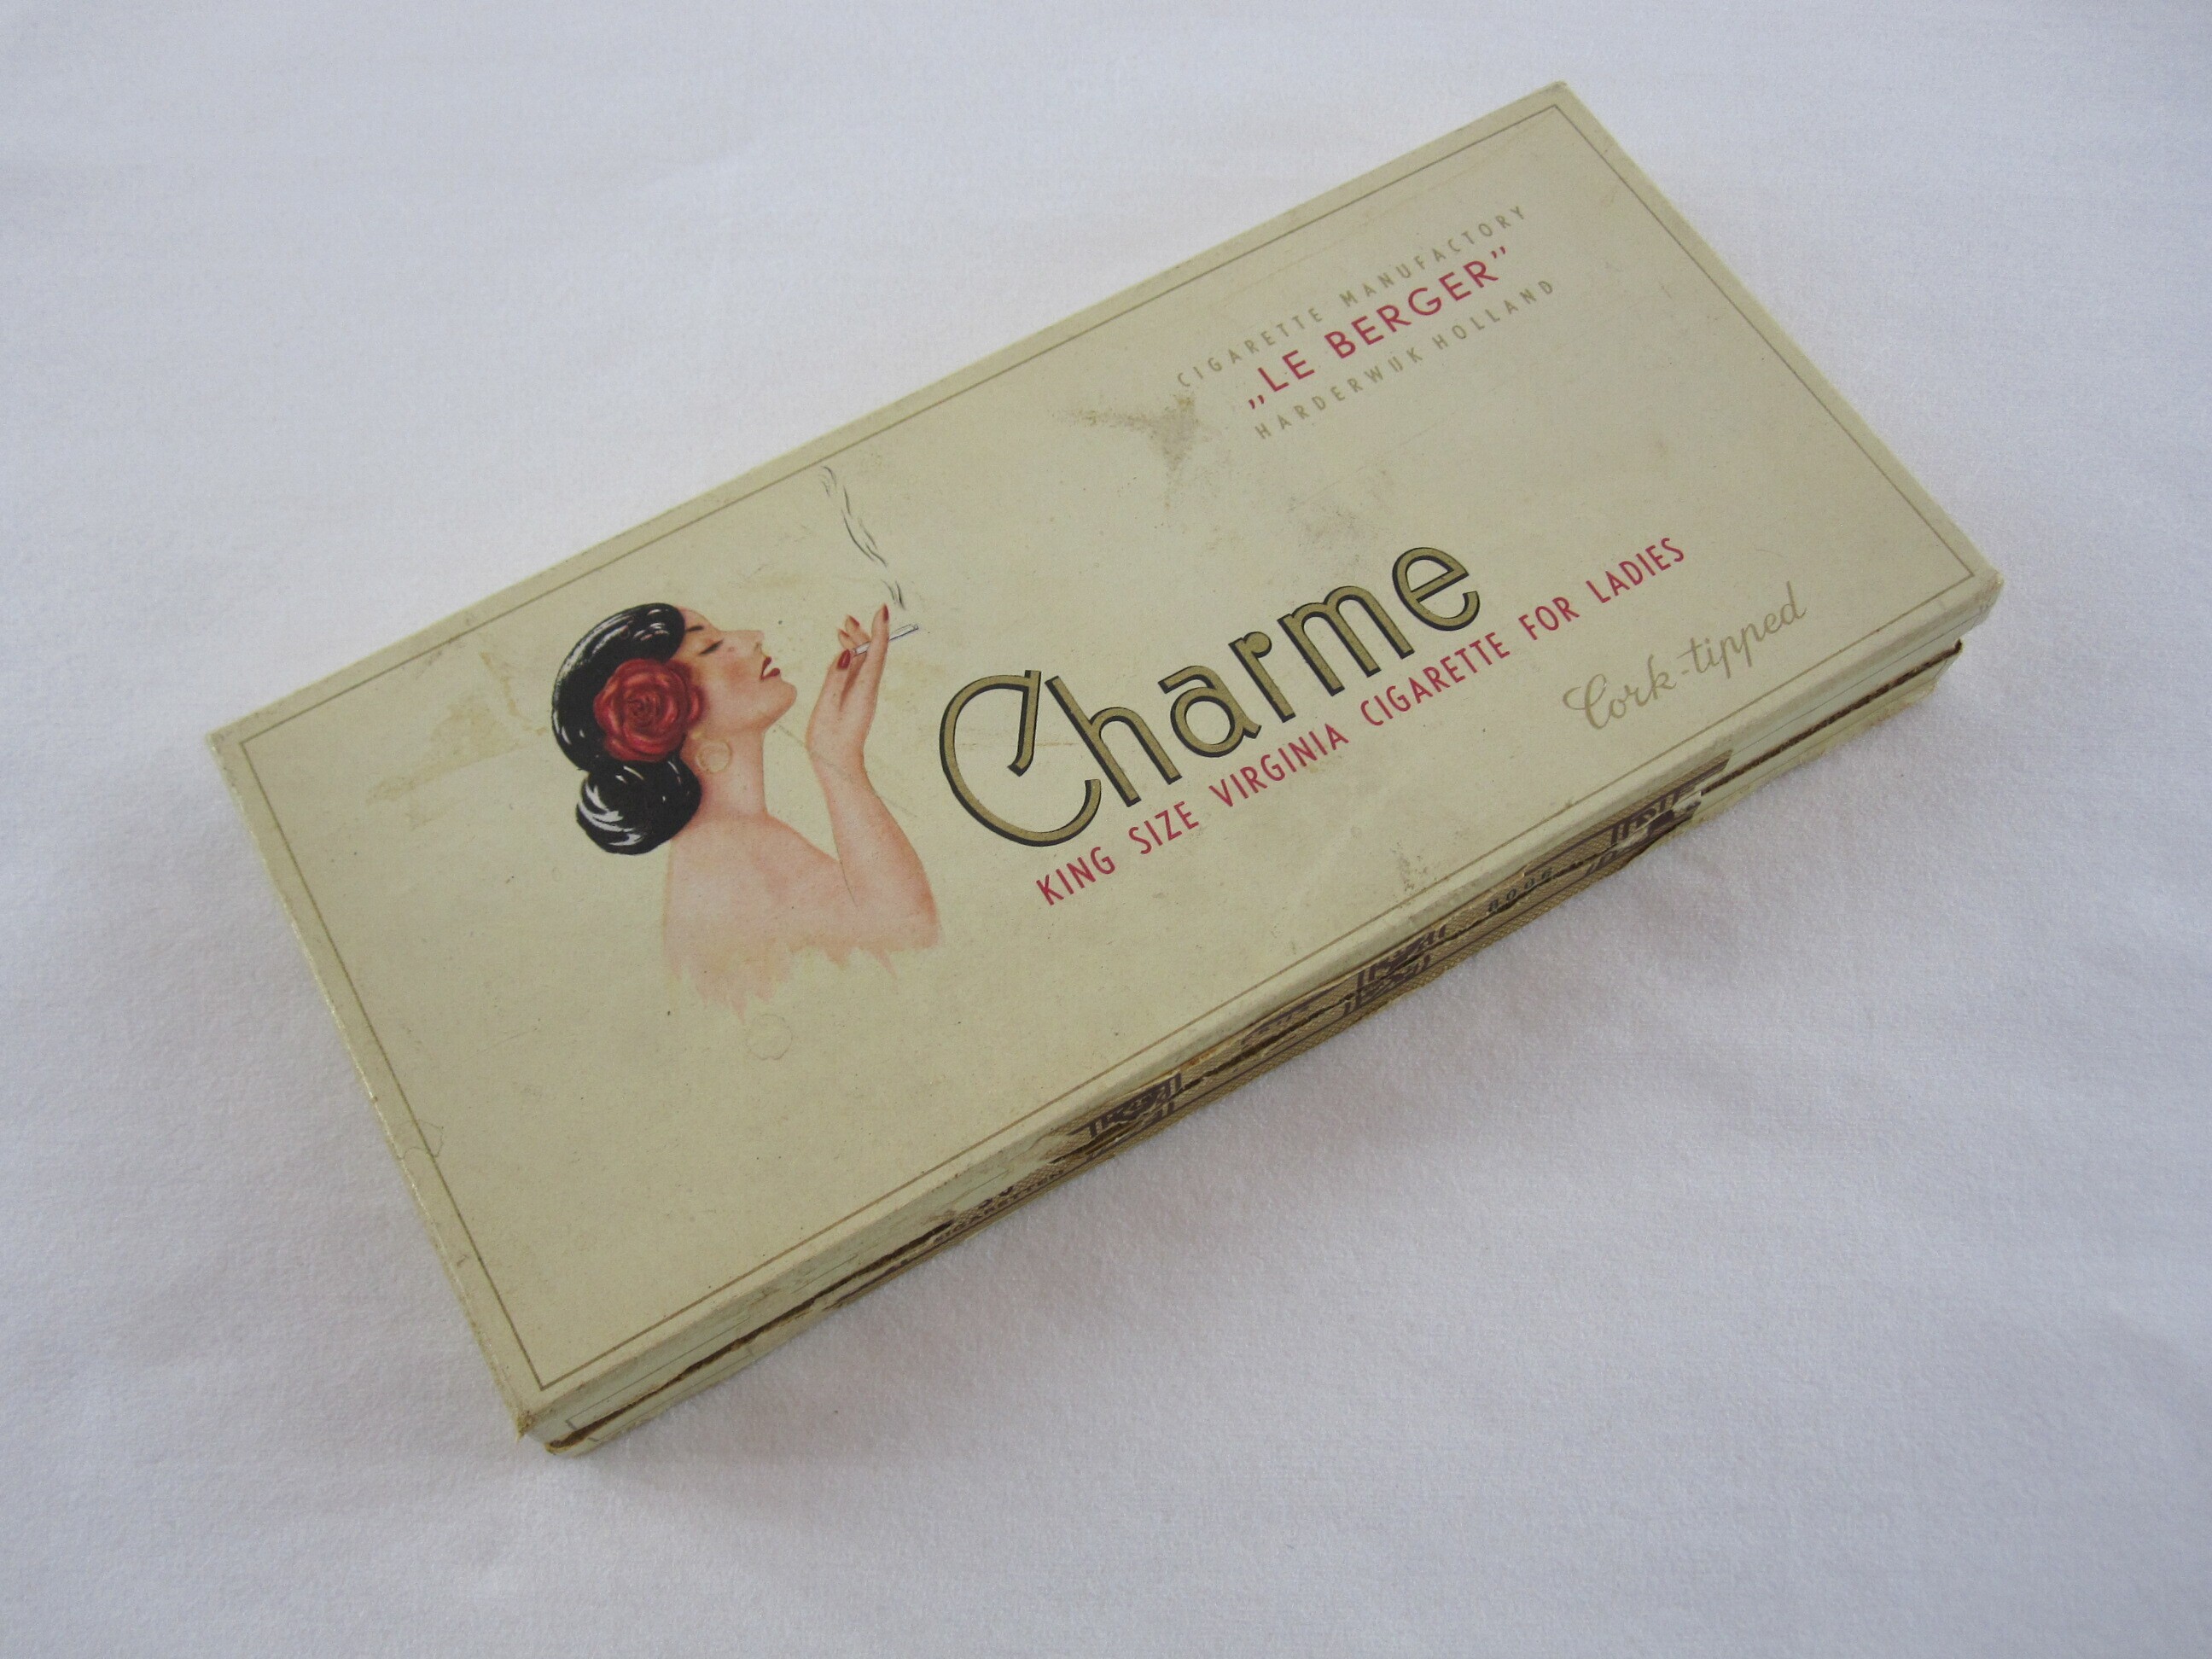 CIGARETTE MANUFACTORY
„LE BERGER”
HARDERWIJK HOLLAND
Charme
KING SIZE VIRGINIA CIGARETTE FOR LADIES
Cork-tipped